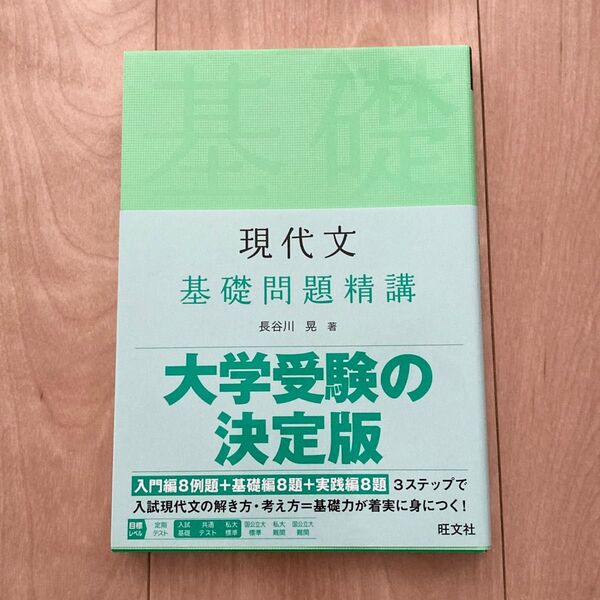 基礎
現代文
基礎問題精講
長谷川 晃 著
大学受験の
決定版
入門編8例題+基礎編8題+実践編8題 3ステップで
入試現代文の解き方・考え方=基礎力が着実に身につく!
目標レベル 定期テスト 入試基礎 共通テスト 私大標準 国公立大標準 私大難関 国公立大難関
旺文社